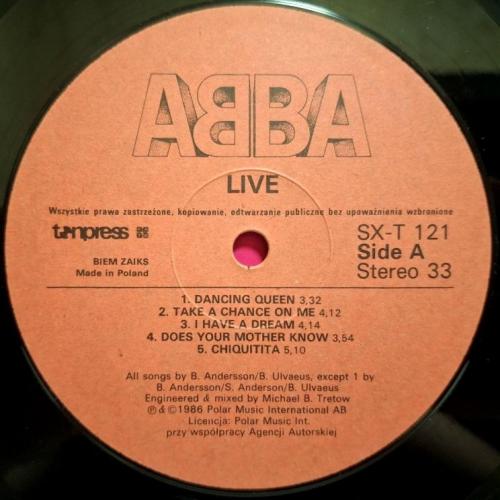 ABBA
LIVE
Wszystkie prawa zastrzeżone, kopiowanie, odtwarzanie publiczne bez upoważnienia wzbronione
tonpress
SX-T 121
BIEM ZAIKS
Side A
Made in Poland
Stereo 33
1. DANCING QUEEN 3,32
2. TAKE A CHANCE ON ME 4,12
3. I HAVE A DREAM 4,14
4. DOES YOUR MOTHER KNOW 3,54
5. CHIQUITITA 5,10
All songs by B. Andersson/B. Ulvaeus, except 1 by
B. Andersson/S. Anderson/B. Ulvaeus
Engineered & mixed by Michael B. Tretow
℗ & © 1986 Polar Music International AB
Licencja: Polar Music Int.
przy współpracy Agencji Autorskiej